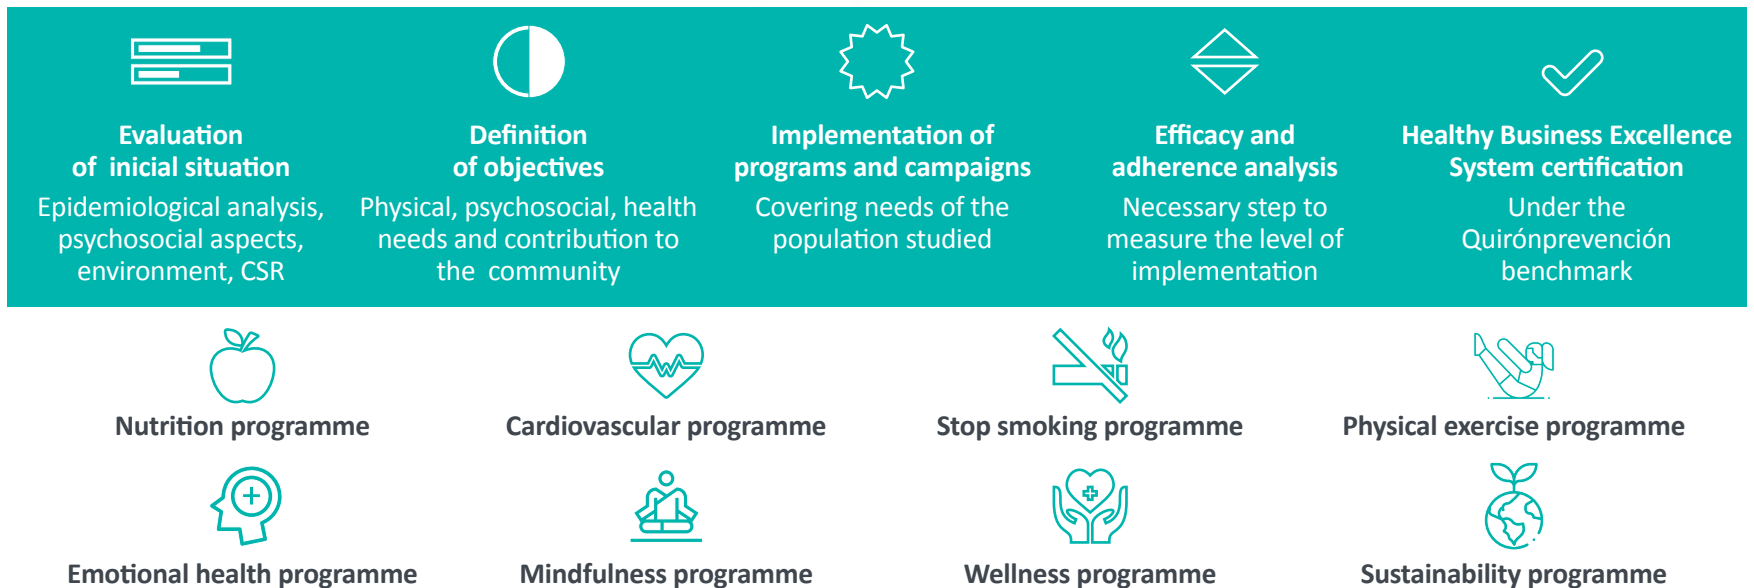 Evaluation
of inicial situation
Epidemiological analysis,
psychosocial aspects,
environment, CSR
Definition
of objectives
Physical, psychosocial, health
needs and contribution to
the community
Implementation of
programs and campaigns
Covering needs of the
population studied
Efficacy and
adherence analysis
Necessary step to
measure the level of
implementation
Healthy Business Excellence
System certification
Under the
Quirónprevención
benchmark
Nutrition programme
Cardiovascular programme
Stop smoking programme
Physical exercise programme
Emotional health programme
Mindfulness programme
Wellness programme
Sustainability programme